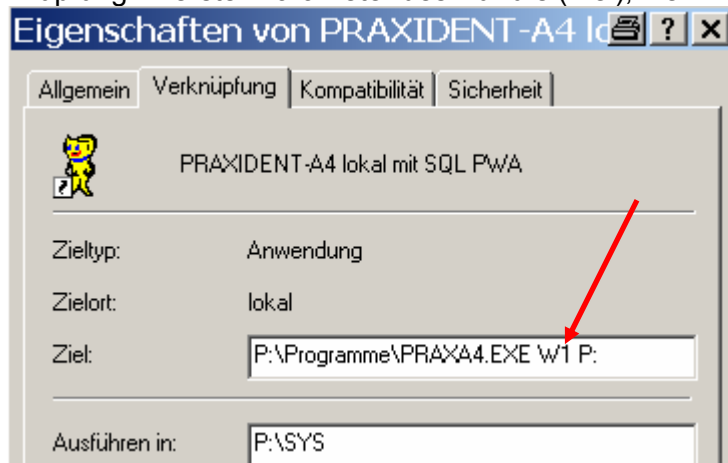 Eigenschaften von PRAXIDENT-A4 lo ? ×
Allgemein Verknüpfung Kompatibilität Sicherheit
PRAXIDENT-A4 lokal mit SQL PWA
Zieltyp: Anwendung
Zielort: lokal
Ziel: P:\Programme\PRAXA4.EXE W1 P:
Ausführen in: P:\SYS